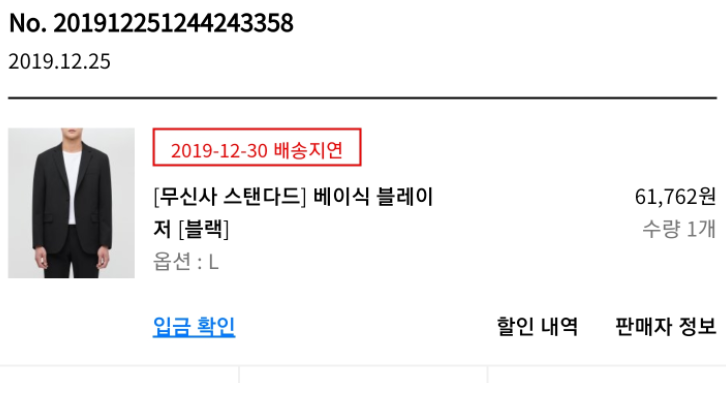 No. 201912251244243358
2019.12.25
2019-12-30 배송지연
[무신사 스탠다드] 베이식 블레이
저 [블랙]
61,762원
수량 1개
옵션 : L
입금 확인
할인 내역
판매자 정보